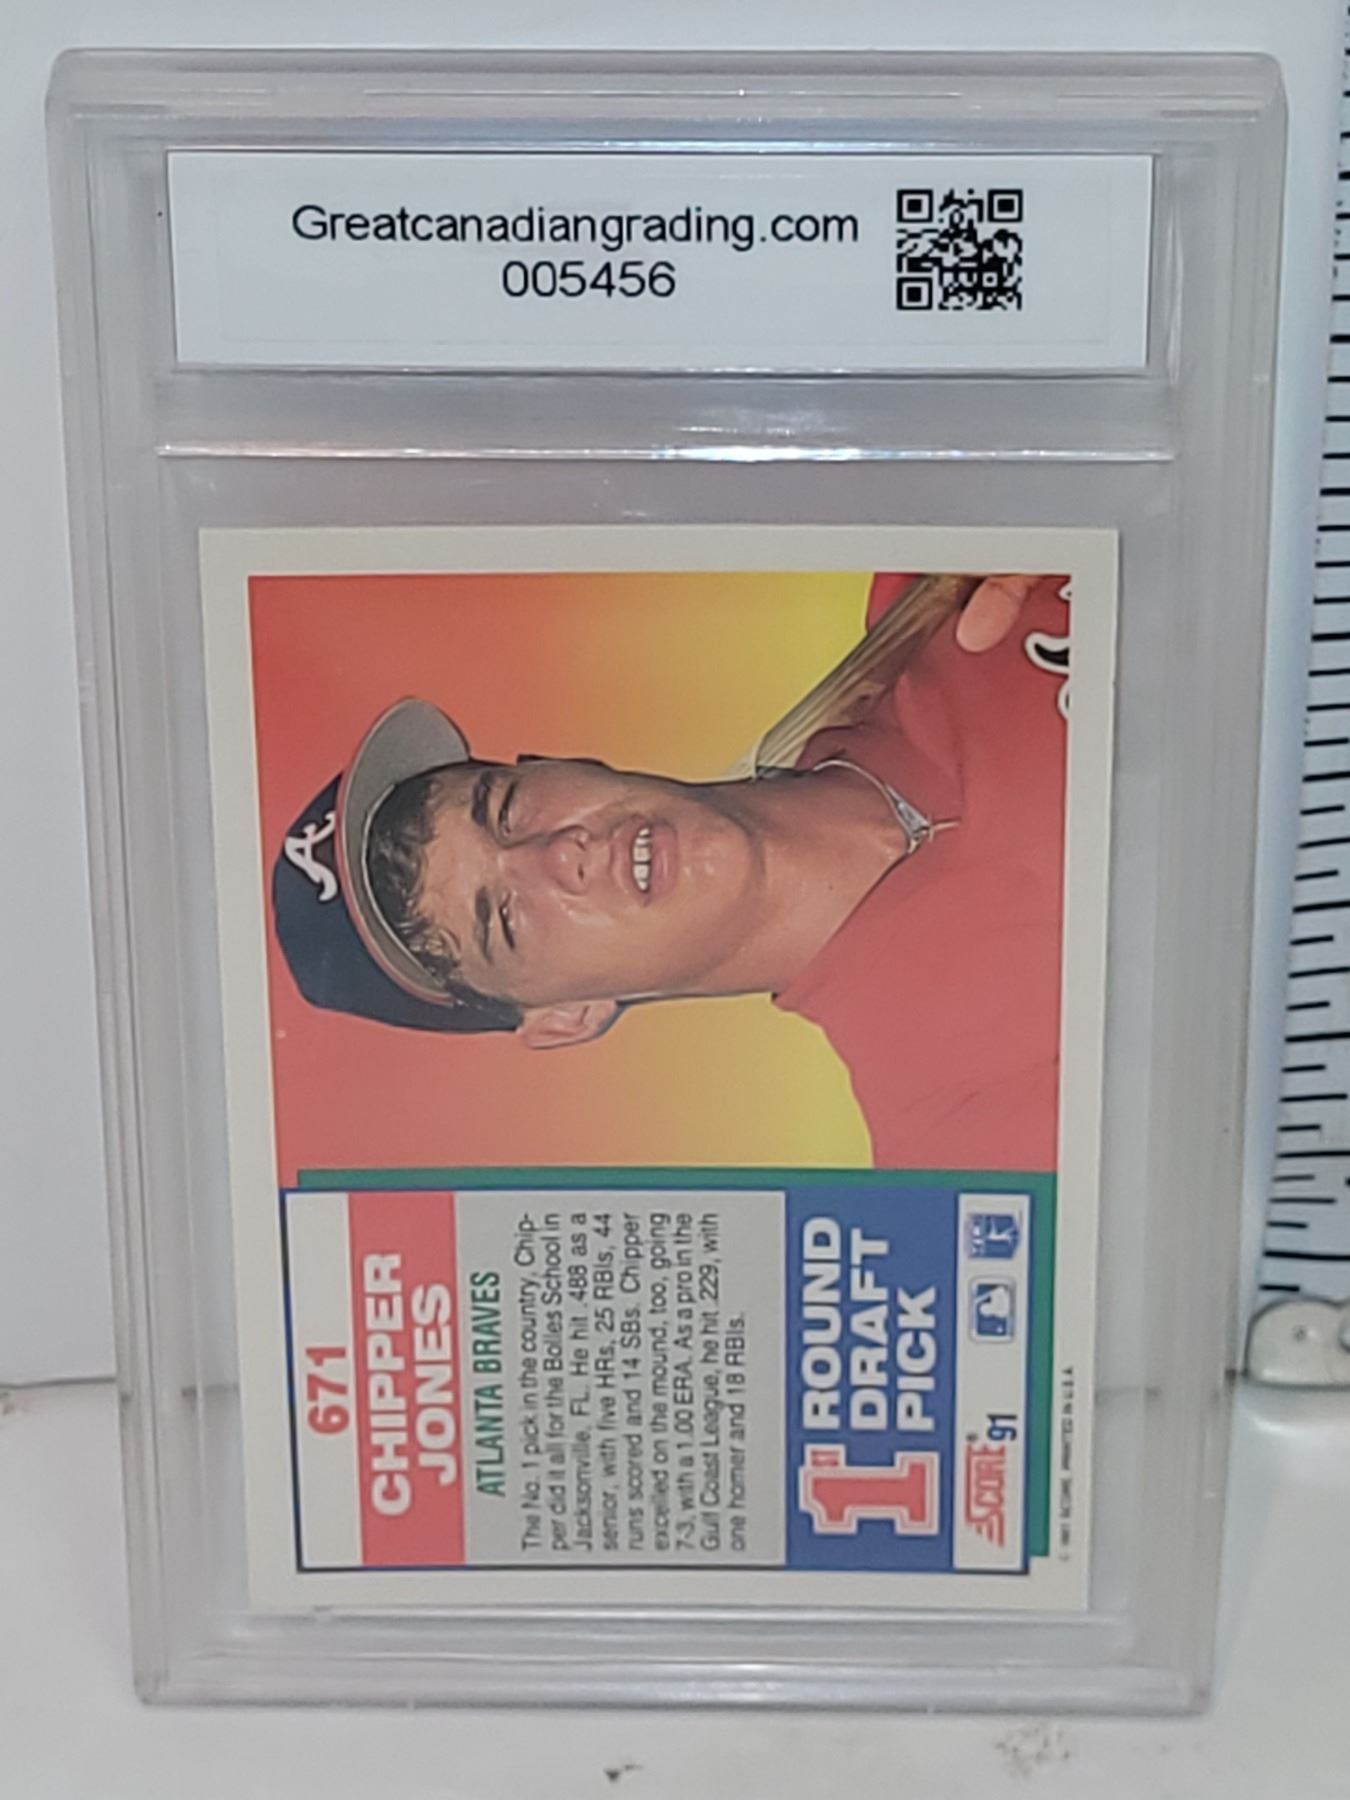 Greatcanadiangrading.com
005456
671
CHIPPER
JONES
ATLANTA BRAVES
The No. 1 pick in the country, Chip-
per did it all for the Bolles School in
Jacksonville, FL. He hit .488 as a
senior, with five HRs, 25 RBIs, 44
runs scored and 14 SBs. Chipper
excelled on the mound, too, going
7-3, with a 1.00 ERA. As a pro in the
Gulf Coast League, he hit .229, with
one homer and 18 RBIs.
1ST ROUND
DRAFT
PICK
SCORE® 91
© 1991 SCORE, PRINTED IN U.S.A.
A